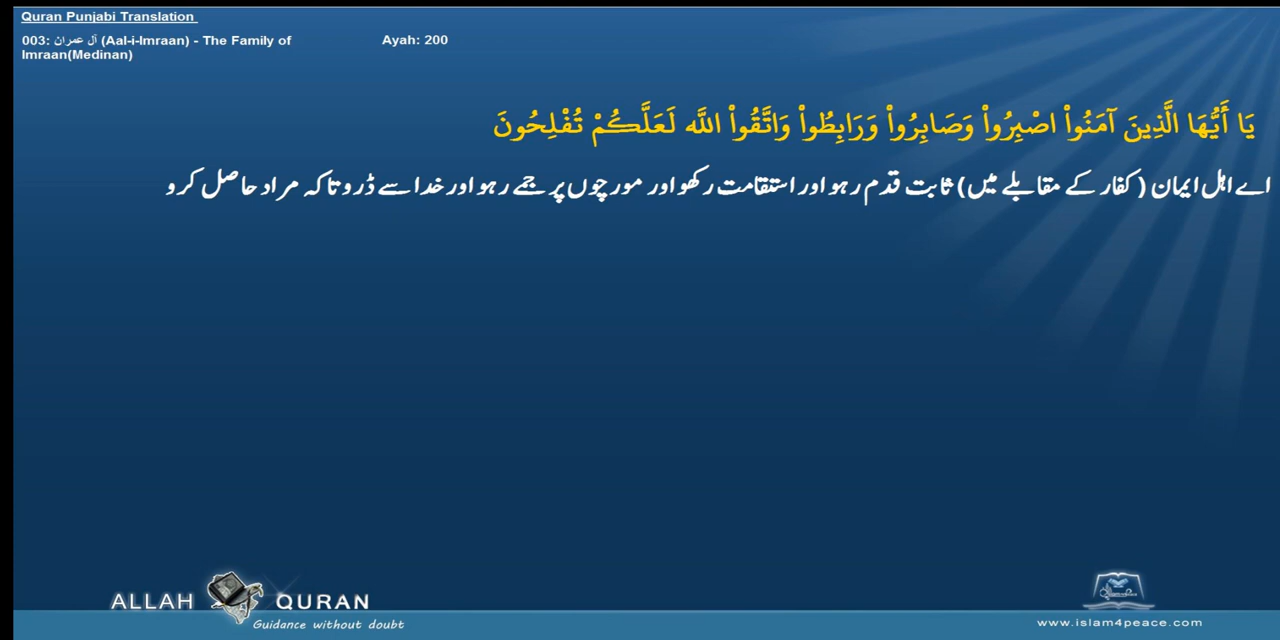 Quran Punjabi Translation
003: آل عمران (Aal-i-Imraan) - The Family of Imraan(Medinan)
Ayah: 200
يَا أَيُّهَا الَّذِينَ آمَنُواْ اصْبِرُواْ وَصَابِرُواْ وَرَابِطُواْ وَاتَّقُواْ اللَّه لَعَلَّكُمْ تُفْلِحُونَ
اے اہل ایمان (کفار کے مقابلے میں) ثابت قدم رہو اور استقامت رکھو اور مورچوں پر جمے رہو اور خدا سے ڈرو تاکہ مراد حاصل کرو
ALLAH QURAN
Guidance without doubt
www.islam4peace.com